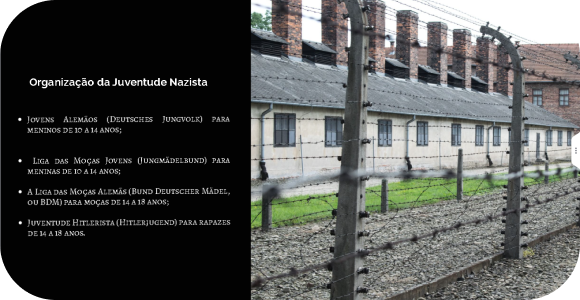 Organização da Juventude Nazista
Jovens Alemãos (Deutsches Jungvolk) para
meninos de 10 a 14 anos;
Liga das Moças Jovens (Jungmädelbund) para
meninas de 10 a 14 anos;
A Liga das Moças Alemãs (Bund Deutscher Mädel,
ou BDM) para moças de 14 a 18 anos;
Juventude Hitlerista (Hitlerjugend) para rapazes
de 14 a 18 anos.